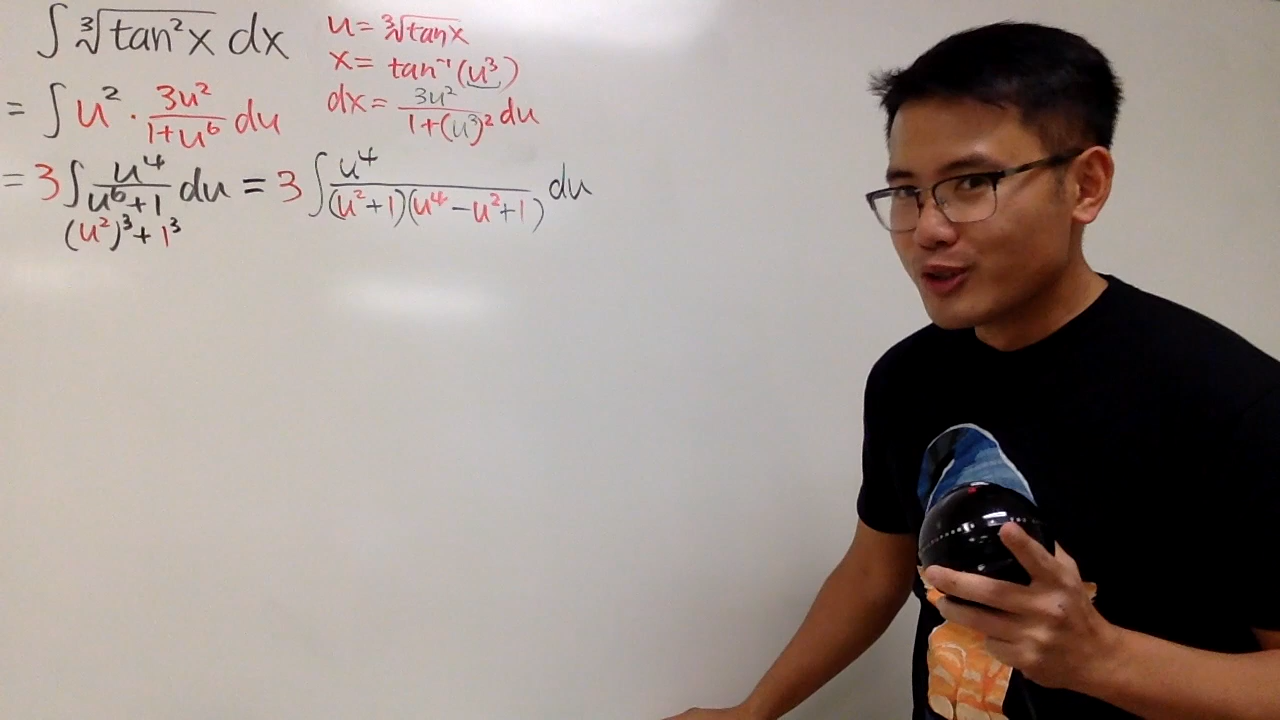 ∫ ∛(tan²x) dx
u = ∛(tan x)
x = tan⁻¹(u³)
dx = 3u²/(1+(u³)²) du
= ∫ u² · 3u²/(1+u⁶) du
= 3 ∫ u⁴/(u⁶+1) du = 3 ∫ u⁴/((u²+1)(u⁴−u²+1)) du
(u²)³ + 1³